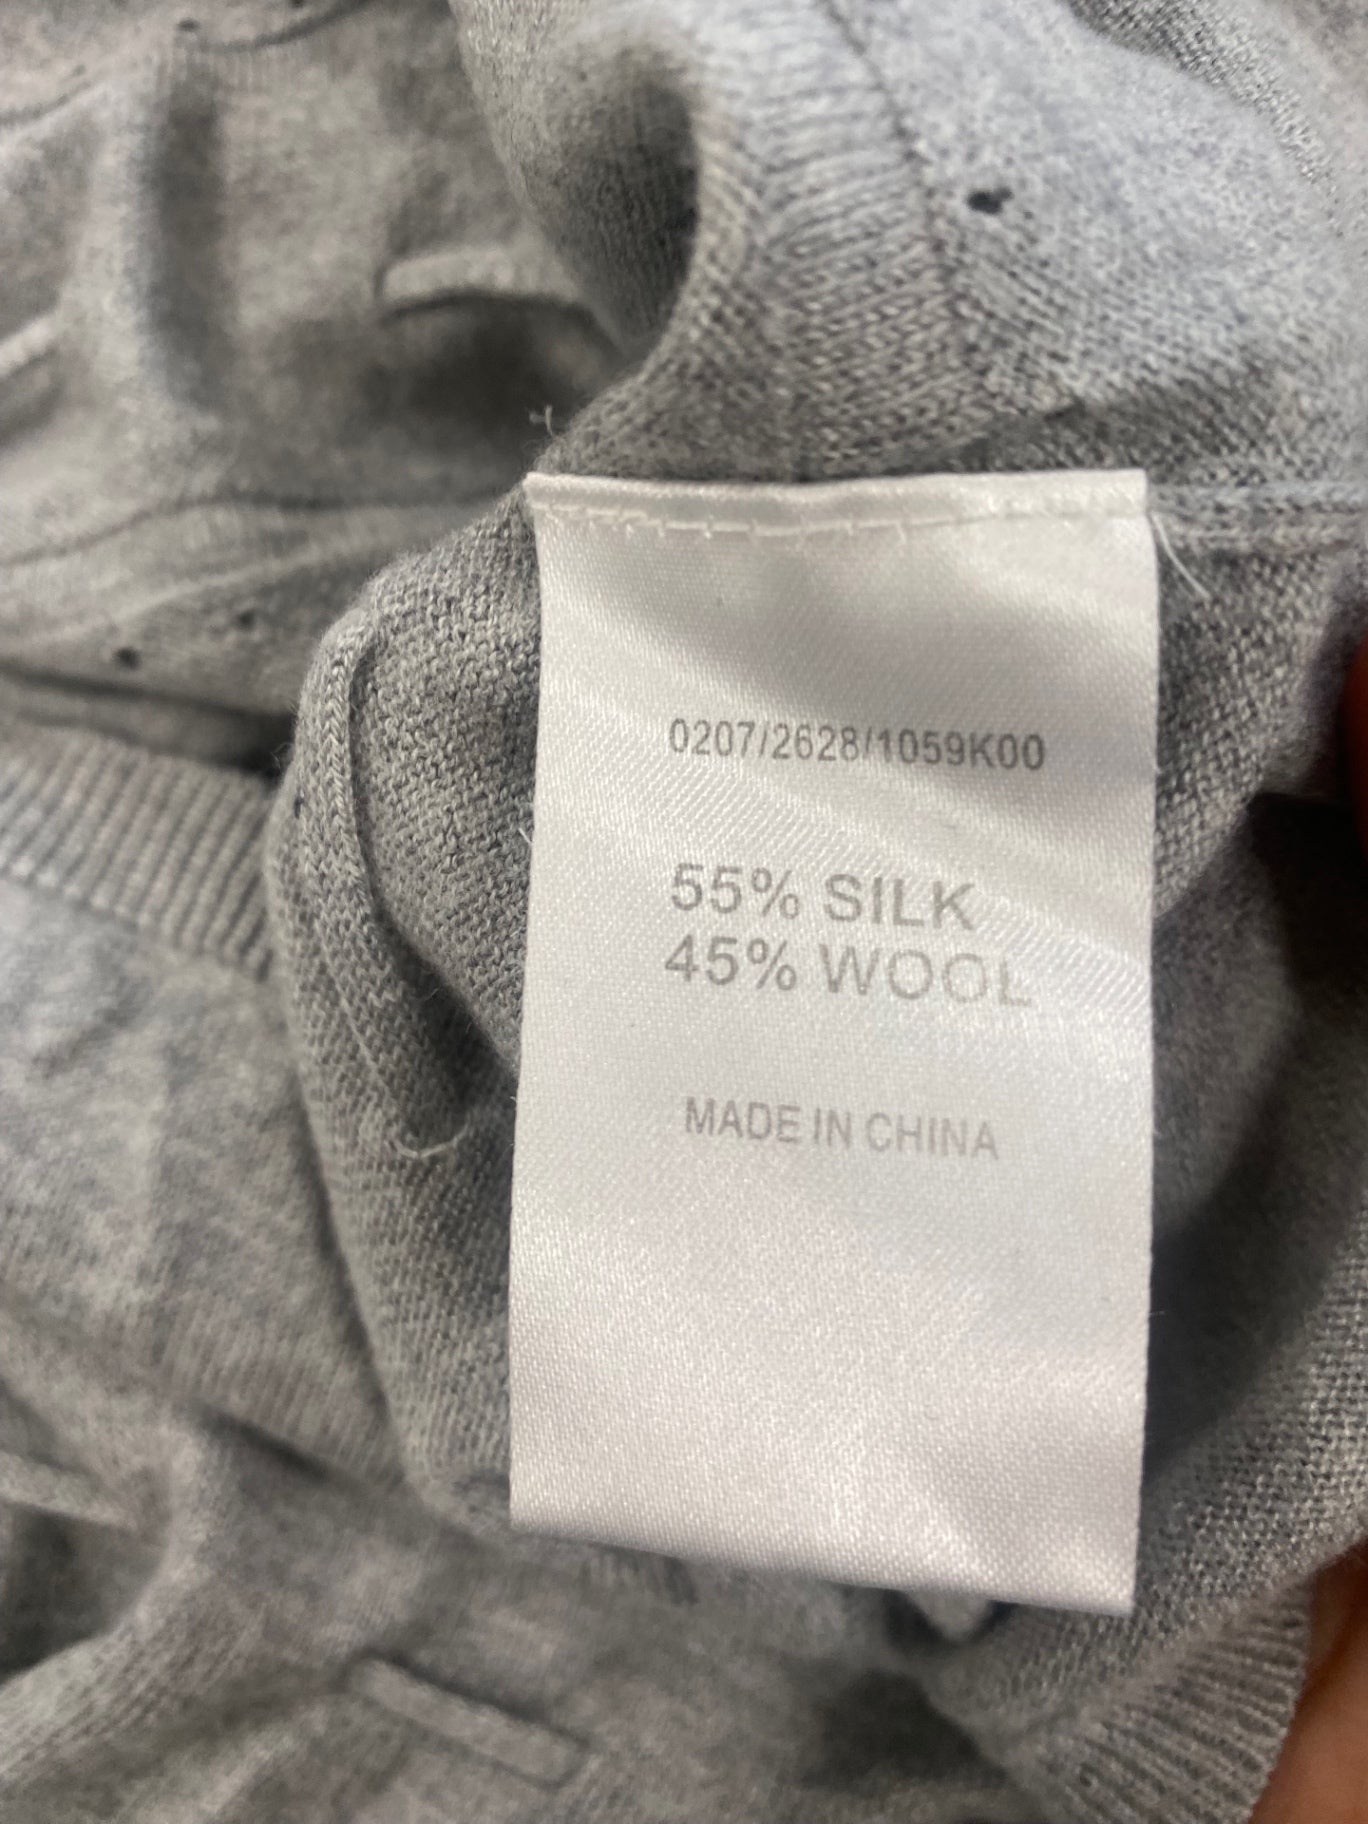 0207/2628/1059K00
55% SILK
45% WOOL
MADE IN CHINA